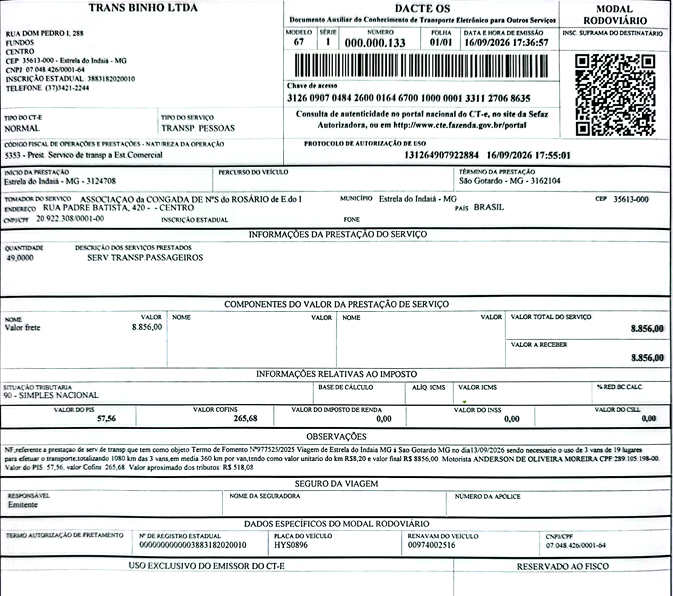 TRANS BINHO LTDA
RUA DOM PEDRO I, 288
FUNDOS
CENTRO
CEP 35613-000 - Estrela do Indaiá - MG
CNPJ 07.048.426/0001-64
INSCRIÇÃO ESTADUAL 3883182020010
TELEFONE (37)3421-2244
DACTE OS
Documento Auxiliar do Conhecimento de Transporte Eletrônico para Outros Serviços
MODELO SÉRIE NÚMERO FOLHA DATA E HORA DE EMISSÃO
67 1 000.000.133 01/01 16/09/2026 17:36:57
MODAL
RODOVIÁRIO
INSC. SUFRAMA DO DESTINATÁRIO
Chave de acesso
3126 0907 0484 2600 0164 6700 1000 0001 3311 2706 8635
Consulta de autenticidade no portal nacional do CT-e, no site da Sefaz
Autorizadora, ou em http://www.cte.fazenda.gov.br/portal
TIPO DO CT-E TIPO DO SERVIÇO
NORMAL TRANSP PESSOAS
CÓDIGO FISCAL DE OPERAÇÕES E PRESTAÇÕES - NATUREZA DA OPERAÇÃO
5353 - Prest. Servico de transp a Est Comercial
PROTOCOLO DE AUTORIZAÇÃO DE USO
131264907922884 16/09/2026 17:55:01
INÍCIO DA PRESTAÇÃO PERCURSO DO VEÍCULO TÉRMINO DA PRESTAÇÃO
Estrela do Indaiá - MG - 3124708 São Gotardo - MG - 3162104
TOMADOR DO SERVIÇO ASSOCIAÇAO da CONGADA DE NªS do ROSÁRIO de E.do I MUNICÍPIO Estrela do Indaiá - MG CEP 35613-000
ENDERECO RUA PADRE BATISTA, 420 - - CENTRO PAÍS BRASIL
CNPJ/CPF 20.922.308/0001-00 INSCRIÇÃO ESTADUAL FONE
INFORMAÇÕES DA PRESTAÇÃO DO SERVIÇO
QUANTIDADE DESCRIÇÃO DOS SERVIÇOS PRESTADOS
49,0000 SERV TRANSP PASSAGEIROS
COMPONENTES DO VALOR DA PRESTAÇÃO DE SERVIÇO
NOME VALOR NOME VALOR NOME VALOR VALOR TOTAL DO SERVIÇO
Valor frete 8.856,00 8.856,00
VALOR A RECEBER
8.856,00
INFORMAÇÕES RELATIVAS AO IMPOSTO
SITUAÇÃO TRIBUTÁRIA BASE DE CÁLCULO ALÍQ. ICMS VALOR ICMS % RED.BC CALC.
90 - SIMPLES NACIONAL
VALOR DO PIS VALOR COFINS VALOR DO IMPOSTO DE RENDA VALOR DO INSS VALOR DO CSLL
57,56 265,68 0,00 0,00 0,00
OBSERVAÇÕES
NF,referente a prestaçao de serv de transp,que tem como objeto Termo de Fomento Nº977525/2025 Viagem de Estrela do Indaiá MG à Sao Gotardo MG no dia13/09/2026 sendo necessario o uso de 3 vans de 19 lugares
para efetuar o transporte,totalizando 1080 km das 3 vans,em media 360 km por van,tendo como valor unitario do km R$8,20 e valor final R$ 8856,00. Motorista ANDERSON DE OLIVEIRA MOREIRA CPF 289.105.198-00.
Valor do PIS 57,56, valor Cofins 265,68 Valor aproximado dos tributos: R$ 518,08
SEGURO DA VIAGEM
RESPONSÁVEL NOME DA SEGURADORA NÚMERO DA APÓLICE
Emitente
DADOS ESPECÍFICOS DO MODAL RODOVIÁRIO
TERMO AUTORIZAÇÃO DE FRETAMENTO Nº DE REGISTRO ESTADUAL PLACA DO VEÍCULO RENAVAM DO VEÍCULO CNPJ/CPF
0000000000003883182020010 HYS0896 00974002516 07.048.426/0001-64
USO EXCLUSIVO DO EMISSOR DO CT-E RESERVADO AO FISCO